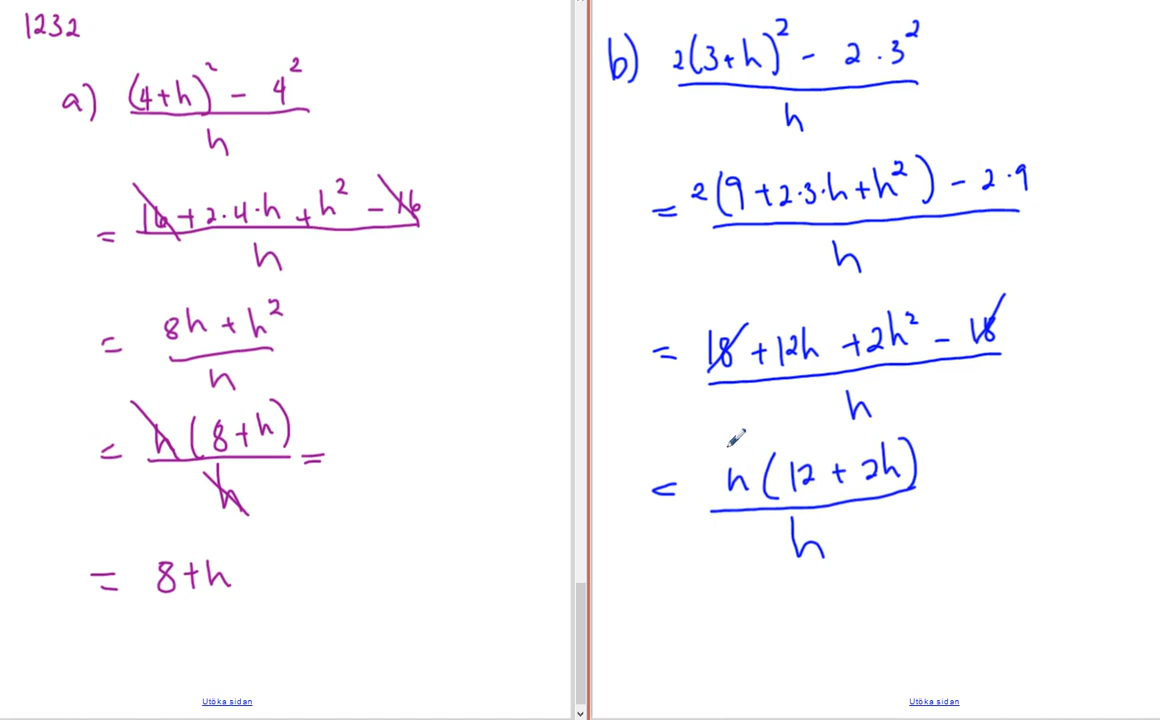 1232
a) ((4+h)² - 4²)/h
= (16 + 2·4·h + h² - 16)/h
= (8h + h²)/h
= h(8+h)/h =
= 8+h
Utöka sidan
b) (2(3+h)² - 2·3²)/h
= (2(9 + 2·3·h + h²) - 2·9)/h
= (18 + 12h + 2h² - 18)/h
= h(12 + 2h)/h
Utöka sidan